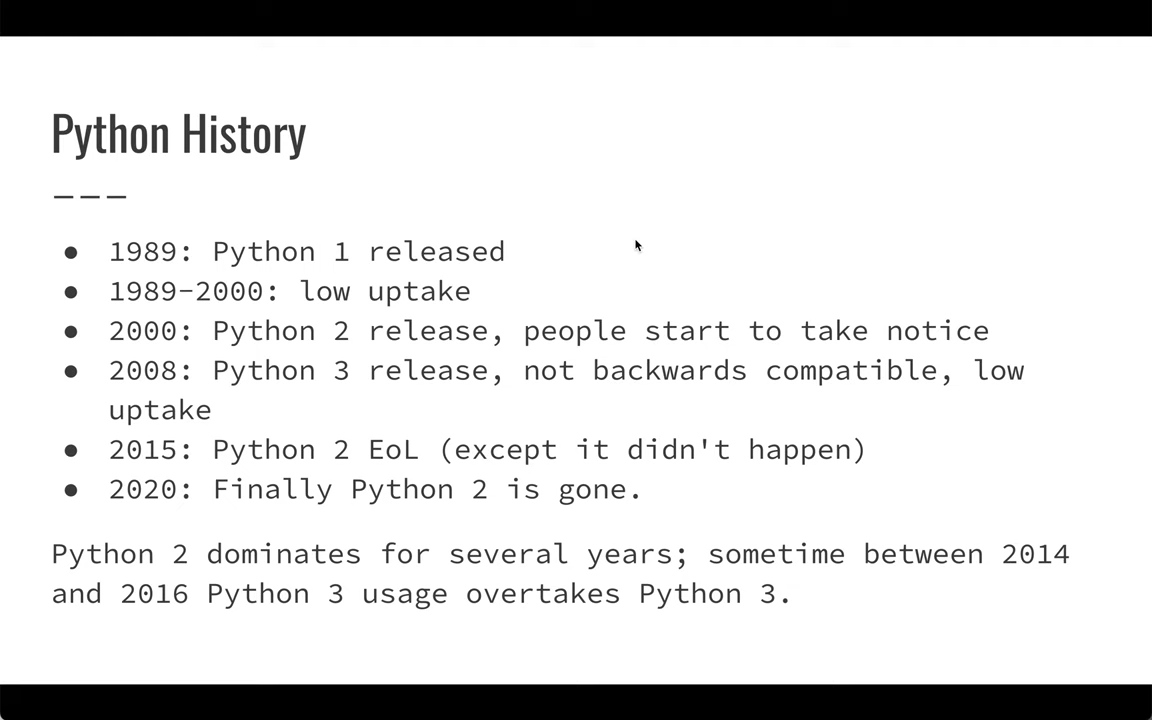 Python History
---
● 1989: Python 1 released
● 1989-2000: low uptake
● 2000: Python 2 release, people start to take notice
● 2008: Python 3 release, not backwards compatible, low
uptake
● 2015: Python 2 EoL (except it didn't happen)
● 2020: Finally Python 2 is gone.
Python 2 dominates for several years; sometime between 2014
and 2016 Python 3 usage overtakes Python 3.